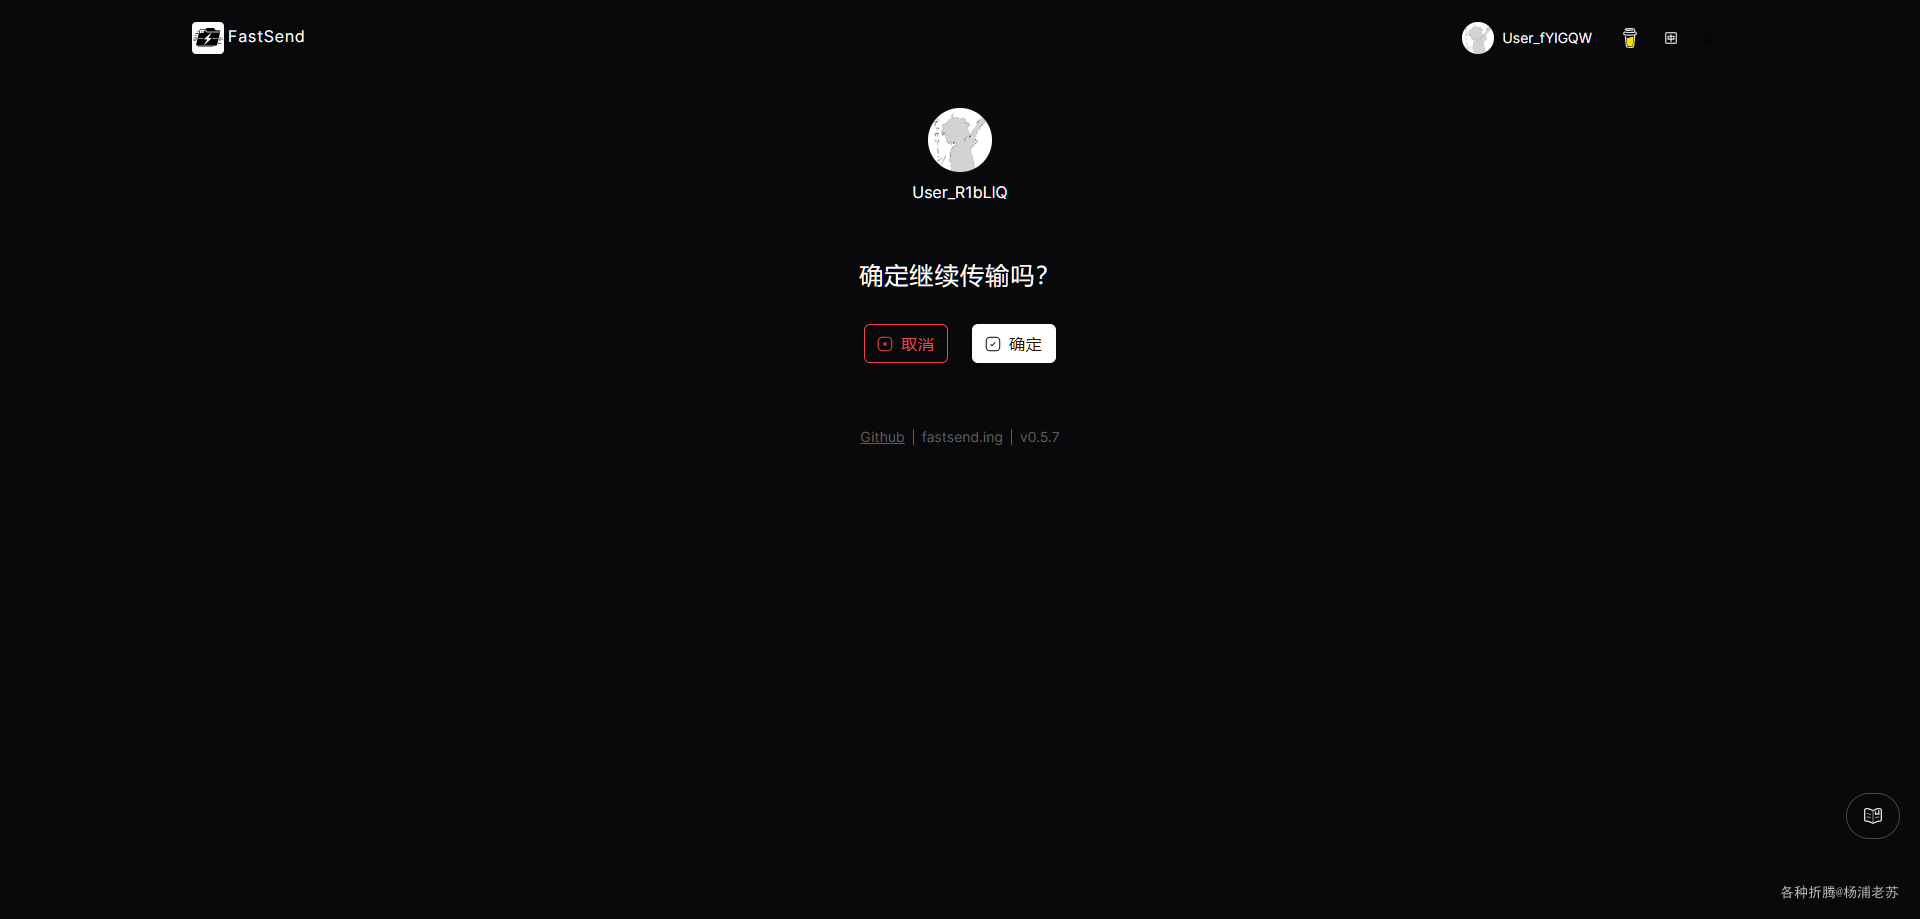 FastSend
User_fYIGQW
User_R1bLIQ
确定继续传输吗？
取消
确定
Github | fastsend.ing | v0.5.7
各种折腾@杨浦老苏